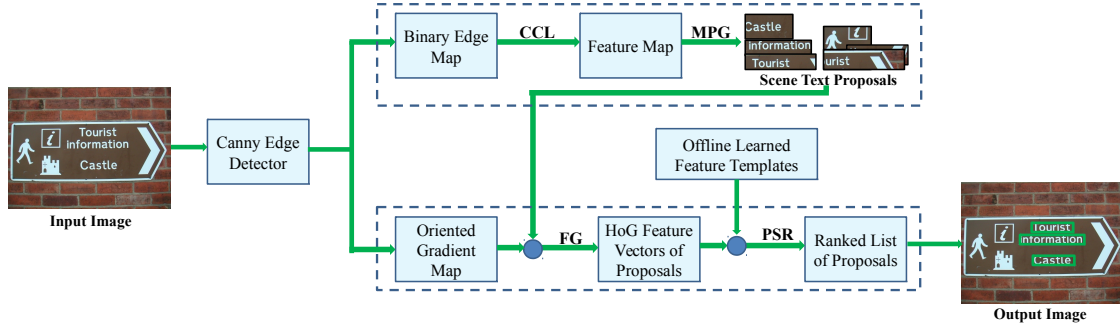 Binary Edge
Map
CCL
Feature Map
MPG
Castle
information
Tourist
i
ourist
Scene Text Proposals
i
Tourist
information
Castle
Input Image
Canny Edge
Detector
Offline Learned
Feature Templates
Oriented
Gradient
Map
FG
HoG Feature
Vectors of
Proposals
PSR
Ranked List
of Proposals
i
Tourist
information
Castle
Output Image